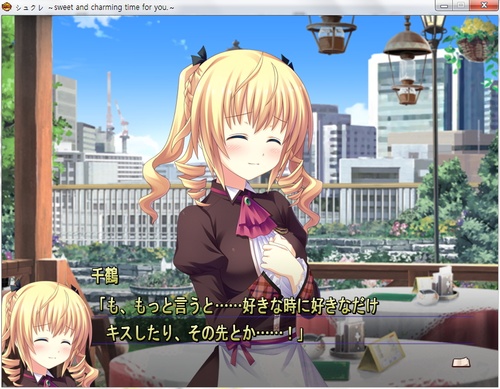 シュクレ ~sweet and charming time for you.~
千鶴
「も、もっと言うと……好きな時に好きなだけ
キスしたり、その先とか……！」